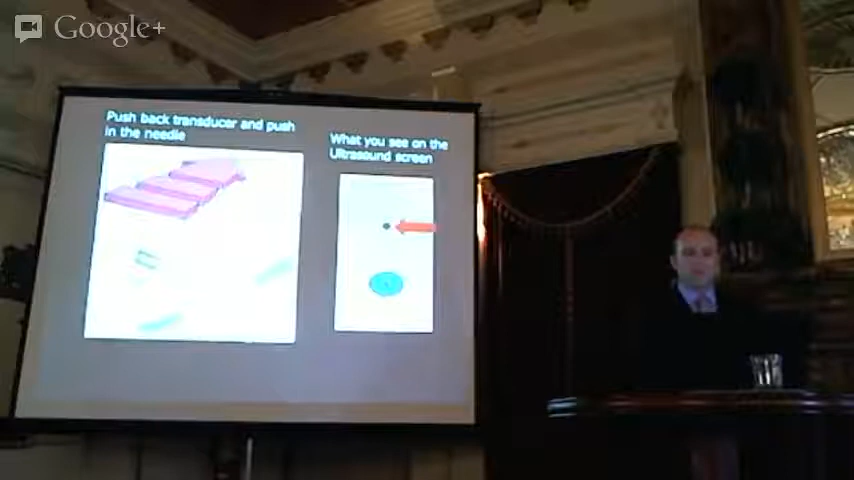 Google+
Push back transducer and push
in the needle
What you see on the
Ultrasound screen